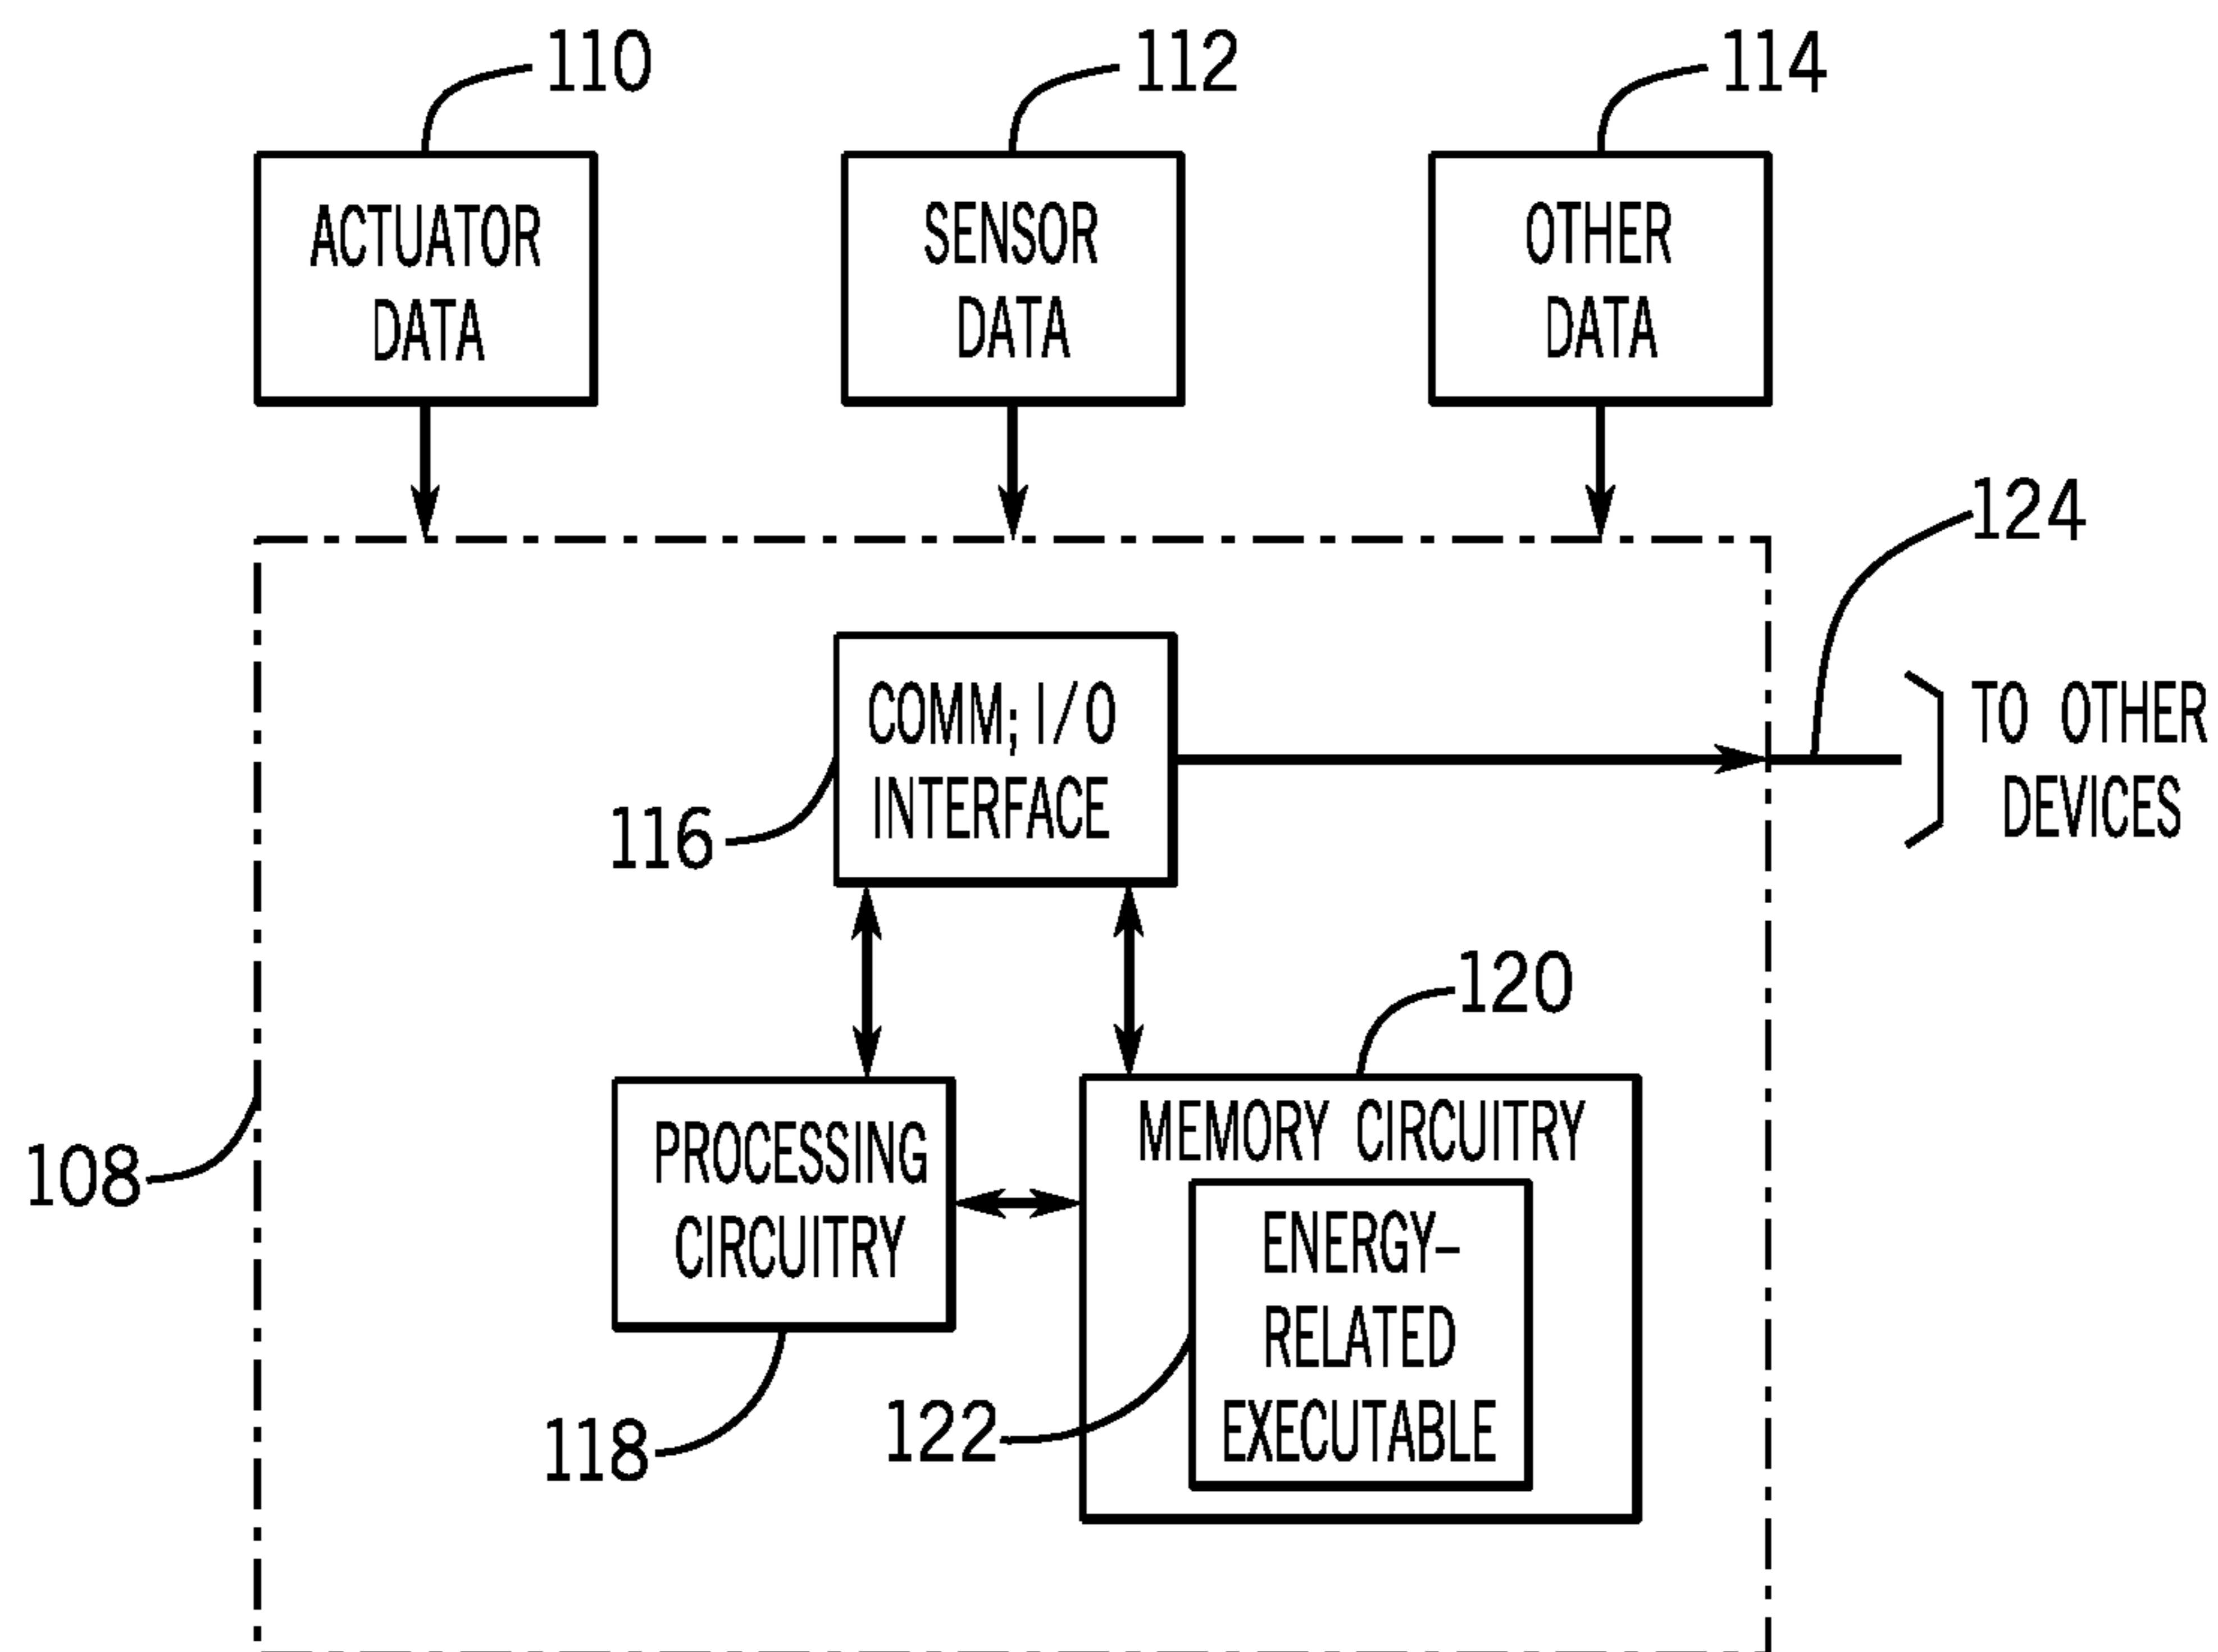 110
112
114
ACTUATOR
DATA
SENSOR
DATA
OTHER
DATA
124
COMM; I/O
INTERFACE
TO OTHER
DEVICES
116
120
108
PROCESSING
CIRCUITRY
MEMORY CIRCUITRY
ENERGY-
RELATED
EXECUTABLE
118
122